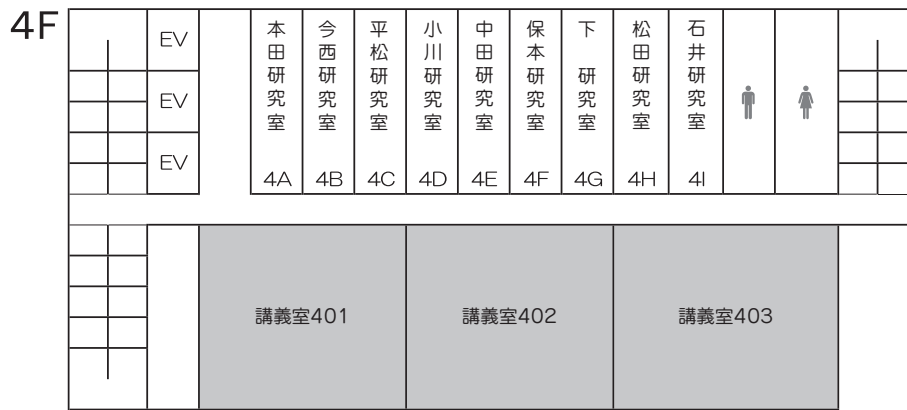 4F
EV
EV
EV
本田研究室
4A
今西研究室
4B
平松研究室
4C
小川研究室
4D
中田研究室
4E
保本研究室
4F
下 研究室
4G
松田研究室
4H
石井研究室
4I
講義室401
講義室402
講義室403